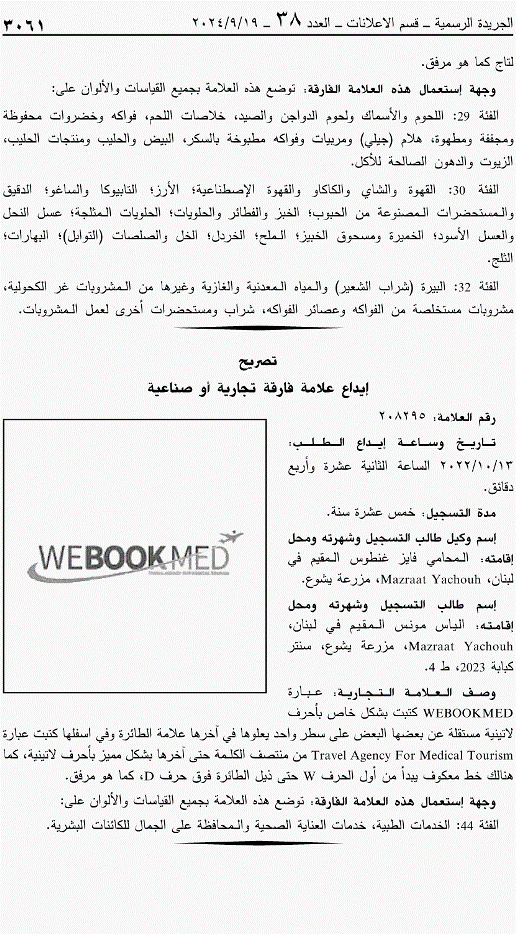 الجريدة الرسمية ــ قسم الاعلانات ــ العدد ٣٨ ــ ٢٠٢٤/٩/١٩
٣٠٦١
لتاج كما هو مرفق.
وجهة إستعمال هذه العلامة الفارقة: توضع هذه العلامة بجميع القياسات والألوان على:
الفئة 29: اللحوم والأسماك ولحوم الدواجن والصيد، خلاصات اللحم، فواكه وخضروات محفوظة
ومجففة ومطهوة، هلام (جيلي) ومربيات وفواكه مطبوخة بالسكر، البيض والحليب ومنتجات الحليب،
الزيوت والدهون الصالحة للأكل.
الفئة 30: القهوة والشاي والكاكاو والقهوة الإصطناعية؛ الأرز؛ التابيوكا والساغو؛ الدقيق
والمستحضرات المصنوعة من الحبوب؛ الخبز والفطائر والحلويات؛ الحلويات المثلجة؛ عسل النحل
والعسل الأسود؛ الخميرة ومسحوق الخبيز؛ الملح؛ الخردل؛ الخل والصلصات (التوابل)؛ البهارات؛
الثلج.
الفئة 32: البيرة (شراب الشعير) والمياه المعدنية والغازية وغيرها من المشروبات غر الكحولية،
مشروبات مستخلصة من الفواكه وعصائر الفواكه، شراب ومستحضرات أخرى لعمل المشروبات.
تصريح
إيداع علامة فارقة تجارية أو صناعية
رقم العلامة: ٢٠٨٢٩٥
تاريخ وساعة إيداع الطلب:
٢٠٢٢/١٠/١٣ الساعة الثانية عشرة وأربع
دقائق.
مدة التسجيل: خمس عشرة سنة.
إسم وكيل طالب التسجيل وشهرته ومحل
إقامته: المحامي فايز غنطوس المقيم في
لبنان، Mazraat Yachouh، مزرعة يشوع.
إسم طالب التسجيل وشهرته ومحل
إقامته: الياس مونس المقيم في لبنان،
Mazraat Yachouh، مزرعة يشوع، سنتر
كبابة 2023، ط 4.
WEBOOKMED
TRAVEL AGENCY FOR MEDICAL TOURISM
وصف العلامة التجارية: عبارة
WEBOOKMED كتبت بشكل خاص بأحرف
لاتينية مستقلة عن بعضها البعض على سطر واحد يعلوها في آخرها علامة الطائرة وفي اسفلها كتبت عبارة
Travel Agency For Medical Tourism من منتصف الكلمة حتى آخرها بشكل مميز بأحرف لاتينية، كما
هنالك خط معكوف يبدأ من أول الحرف W حتى ذيل الطائرة فوق حرف D، كما هو مرفق.
وجهة إستعمال هذه العلامة الفارقة: توضع هذه العلامة بجميع القياسات والألوان على:
الفئة 44: الخدمات الطبية، خدمات العناية الصحية والمحافظة على الجمال للكائنات البشرية.